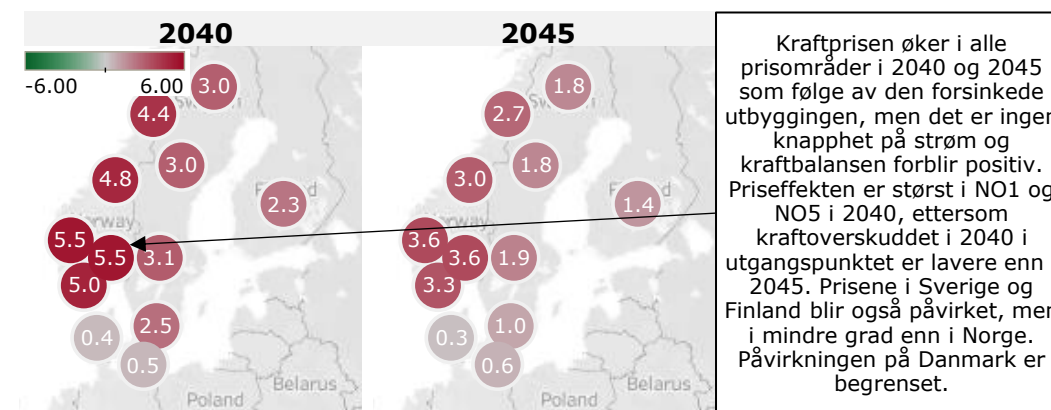 2040
2045
-6.00
6.00
3.0
4.4
3.0
4.8
2.3
5.5
5.5
3.1
5.0
2.5
0.4
0.5
Norway
Belarus
Poland
1.8
2.7
1.8
3.0
1.4
3.6
3.6
1.9
3.3
1.0
0.3
0.6
Belarus
Poland
Kraftprisen øker i alle
prisområder i 2040 og 2045
som følge av den forsinkede
utbyggingen, men det er ingen
knapphet på strøm og
kraftbalansen forblir positiv.
Priseffekten er størst i NO1 og
NO5 i 2040, ettersom
kraftoverskuddet i 2040 i
utgangspunktet er lavere enn i
2045. Prisene i Sverige og
Finland blir også påvirket, men
i mindre grad enn i Norge.
Påvirkningen på Danmark er
begrenset.